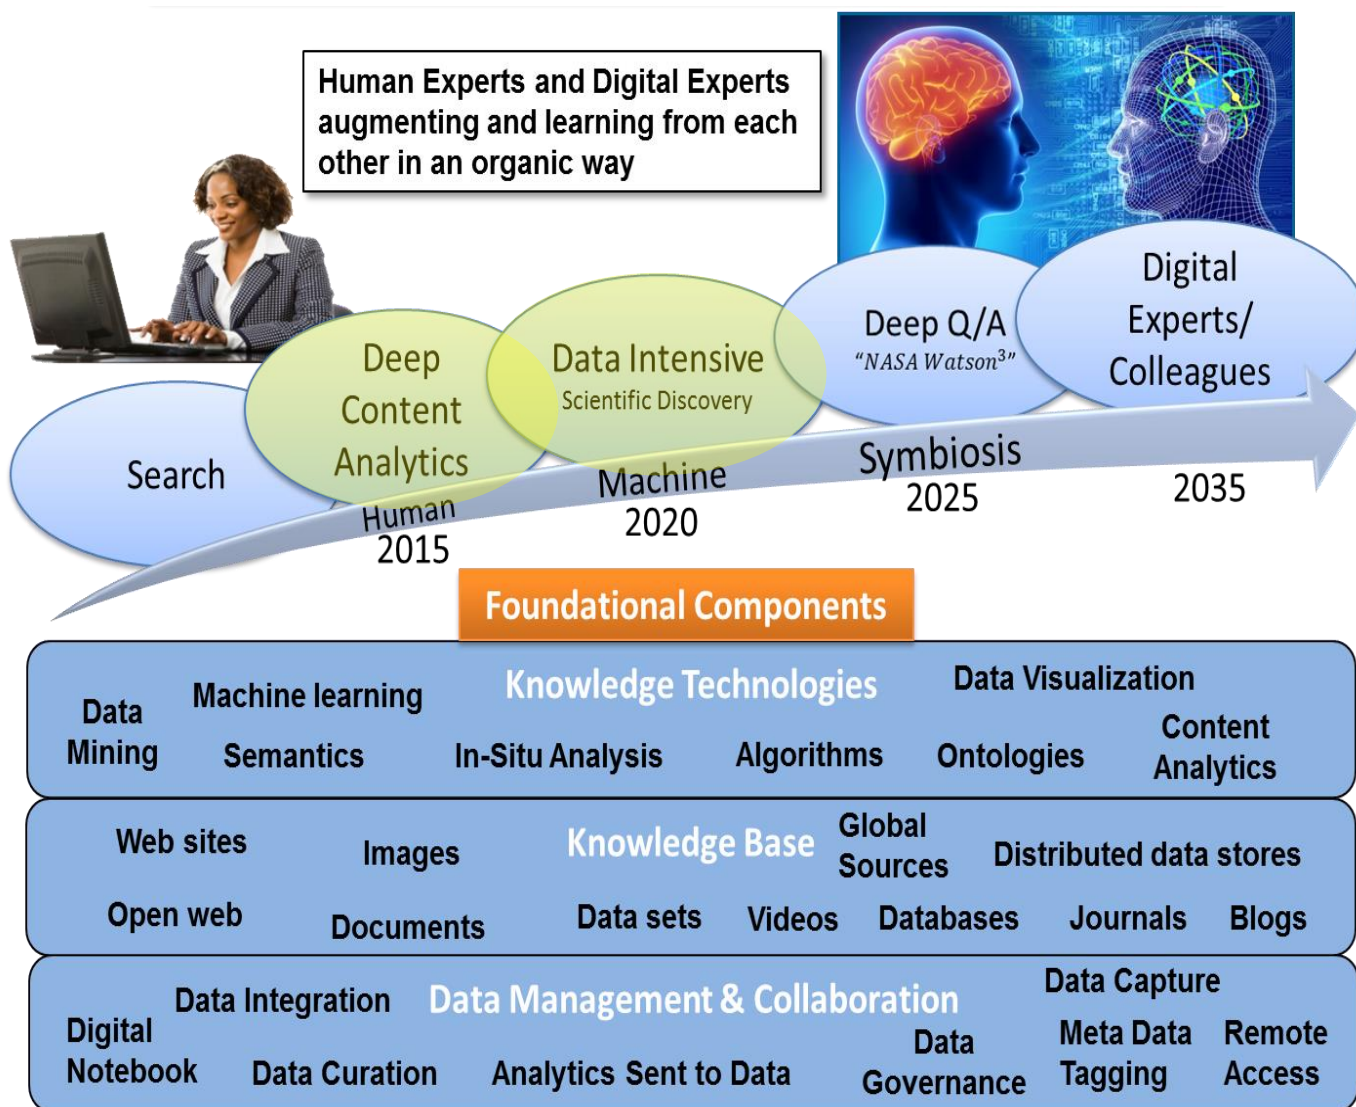 Human Experts and Digital Experts
augmenting and learning from each
other in an organic way
Search
Deep
Content
Analytics
Data Intensive
Scientific Discovery
Deep Q/A
“NASA Watson³”
Digital
Experts/
Colleagues
Human
Machine
Symbiosis
2015
2020
2025
2035
Foundational Components
Knowledge Technologies
Data
Mining
Machine learning
Semantics
In-Situ Analysis
Algorithms
Data Visualization
Ontologies
Content
Analytics
Knowledge Base
Web sites
Images
Global
Sources
Distributed data stores
Open web
Documents
Data sets
Videos
Databases
Journals
Blogs
Data Management & Collaboration
Data Integration
Data Capture
Digital
Notebook
Data Curation
Analytics Sent to Data
Data
Governance
Meta Data
Tagging
Remote
Access